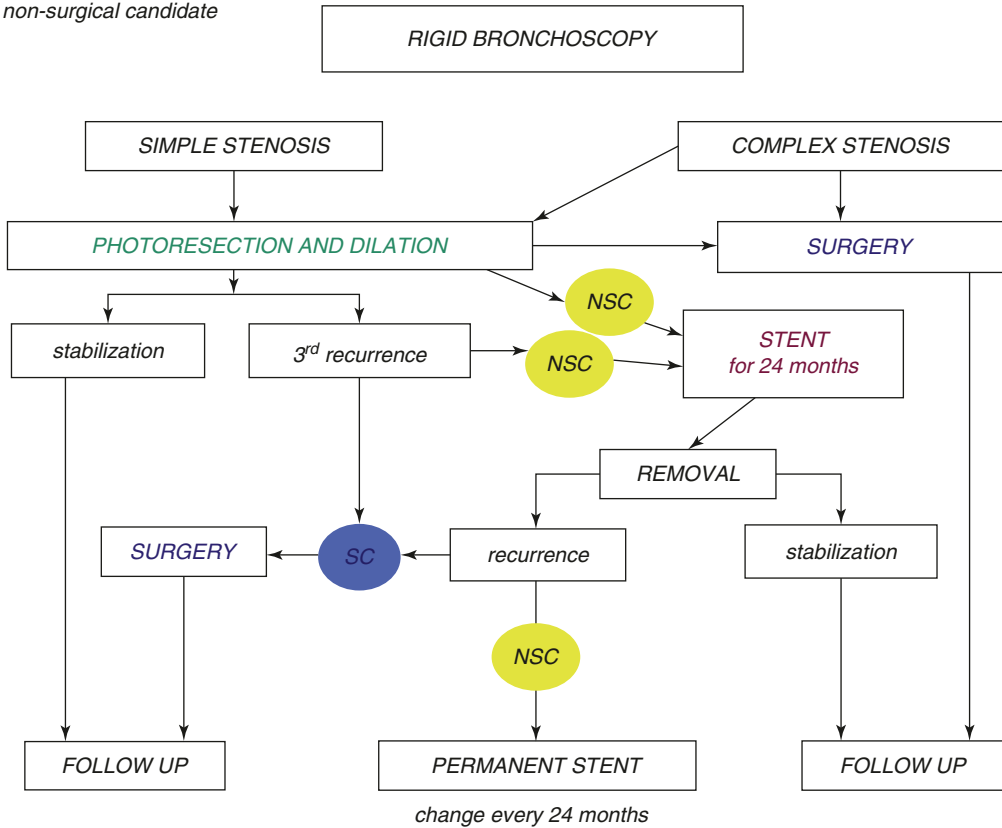 non-surgical candidate
RIGID BRONCHOSCOPY
SIMPLE STENOSIS
COMPLEX STENOSIS
PHOTORESECTION AND DILATION
SURGERY
NSC
stabilization
3rd recurrence
NSC
STENT
for 24 months
REMOVAL
SURGERY
SC
recurrence
stabilization
NSC
FOLLOW UP
PERMANENT STENT
FOLLOW UP
change every 24 months